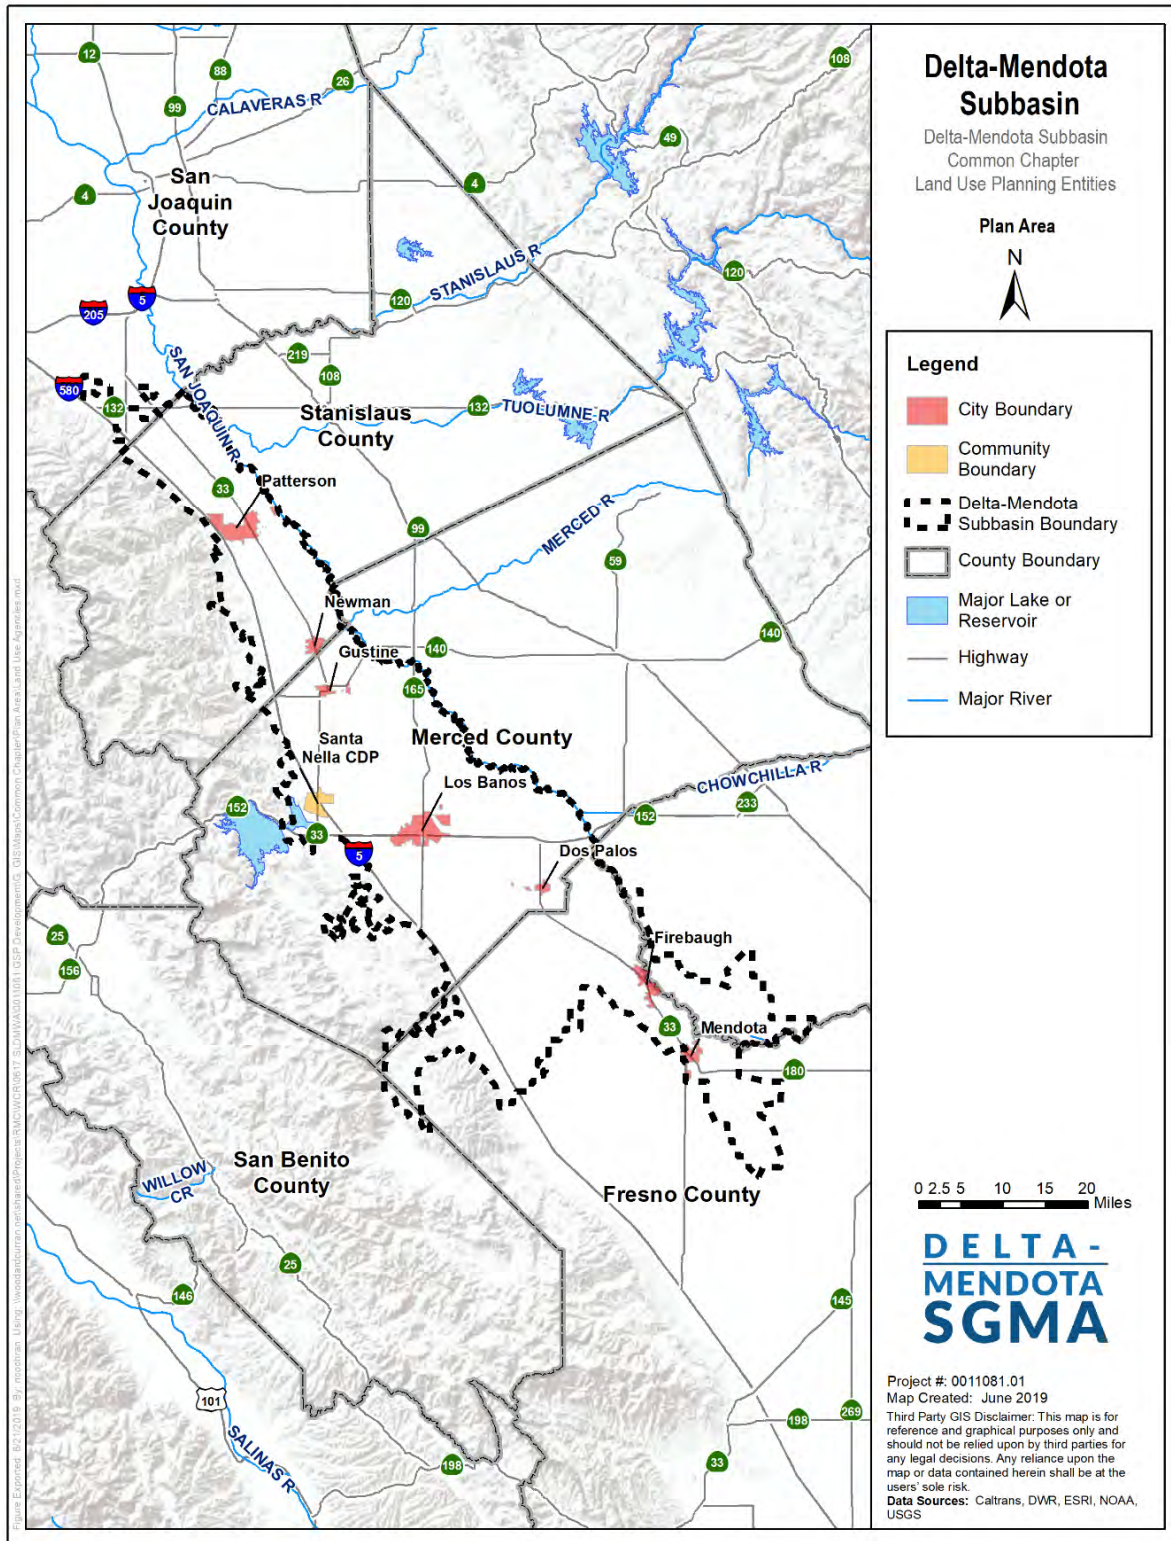 Delta-Mendota
Subbasin
Delta-Mendota Subbasin
Common Chapter
Land Use Planning Entities
Plan Area
N
Legend
City Boundary
Community
Boundary
Delta-Mendota
Subbasin Boundary
County Boundary
Major Lake or
Reservoir
Highway
Major River
0 2.5 5 10 15 20
Miles
DELTA-
MENDOTA
SGMA
Project #: 0011081.01
Map Created: June 2019
Third Party GIS Disclaimer: This map is for
reference and graphical purposes only and
should not be relied upon by third parties for
any legal decisions. Any reliance upon the
map or data contained herein shall be at the
users' sole risk.
Data Sources: Caltrans, DWR, ESRI, NOAA,
USGS
12
88
26
108
99
CALAVERAS R
49
San
Joaquin
County
4
4
STANISLAUS R
120
120
5
205
219
108
SAN JOAQUIN R
580
132
132
TUOLUMNE R
Stanislaus
County
33
Patterson
99
MERCED R
59
Newman
140
140
Gustine
165
Santa
Nella CDP
Merced County
Los Banos
CHOWCHILLA R
233
152
152
33
5
Dos Palos
25
156
Firebaugh
33
Mendota
180
San Benito
County
WILLOW
CR
Fresno County
25
146
145
101
SALINAS R
198
198
269
33